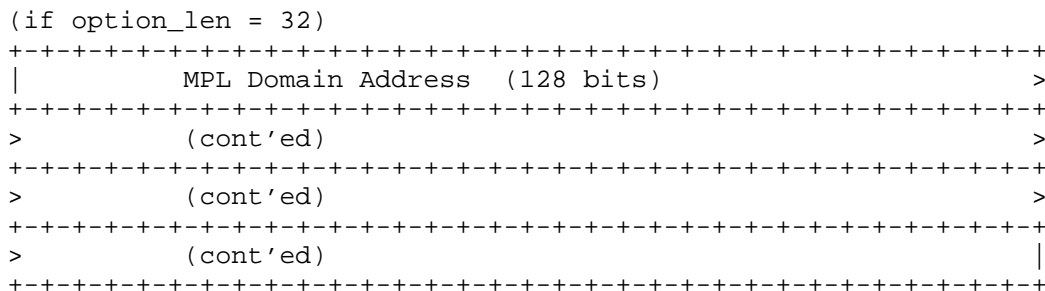 (if option_len = 32)
+-+-+-+-+-+-+-+-+-+-+-+-+-+-+-+-+-+-+-+-+-+-+-+-+-+-+-+-+-+-+-+-+
|          MPL Domain Address  (128 bits)                       >
+-+-+-+-+-+-+-+-+-+-+-+-+-+-+-+-+-+-+-+-+-+-+-+-+-+-+-+-+-+-+-+-+
>          (cont’ed)                                            >
+-+-+-+-+-+-+-+-+-+-+-+-+-+-+-+-+-+-+-+-+-+-+-+-+-+-+-+-+-+-+-+-+
>          (cont’ed)                                            >
+-+-+-+-+-+-+-+-+-+-+-+-+-+-+-+-+-+-+-+-+-+-+-+-+-+-+-+-+-+-+-+-+
>          (cont’ed)                                            |
+-+-+-+-+-+-+-+-+-+-+-+-+-+-+-+-+-+-+-+-+-+-+-+-+-+-+-+-+-+-+-+-+